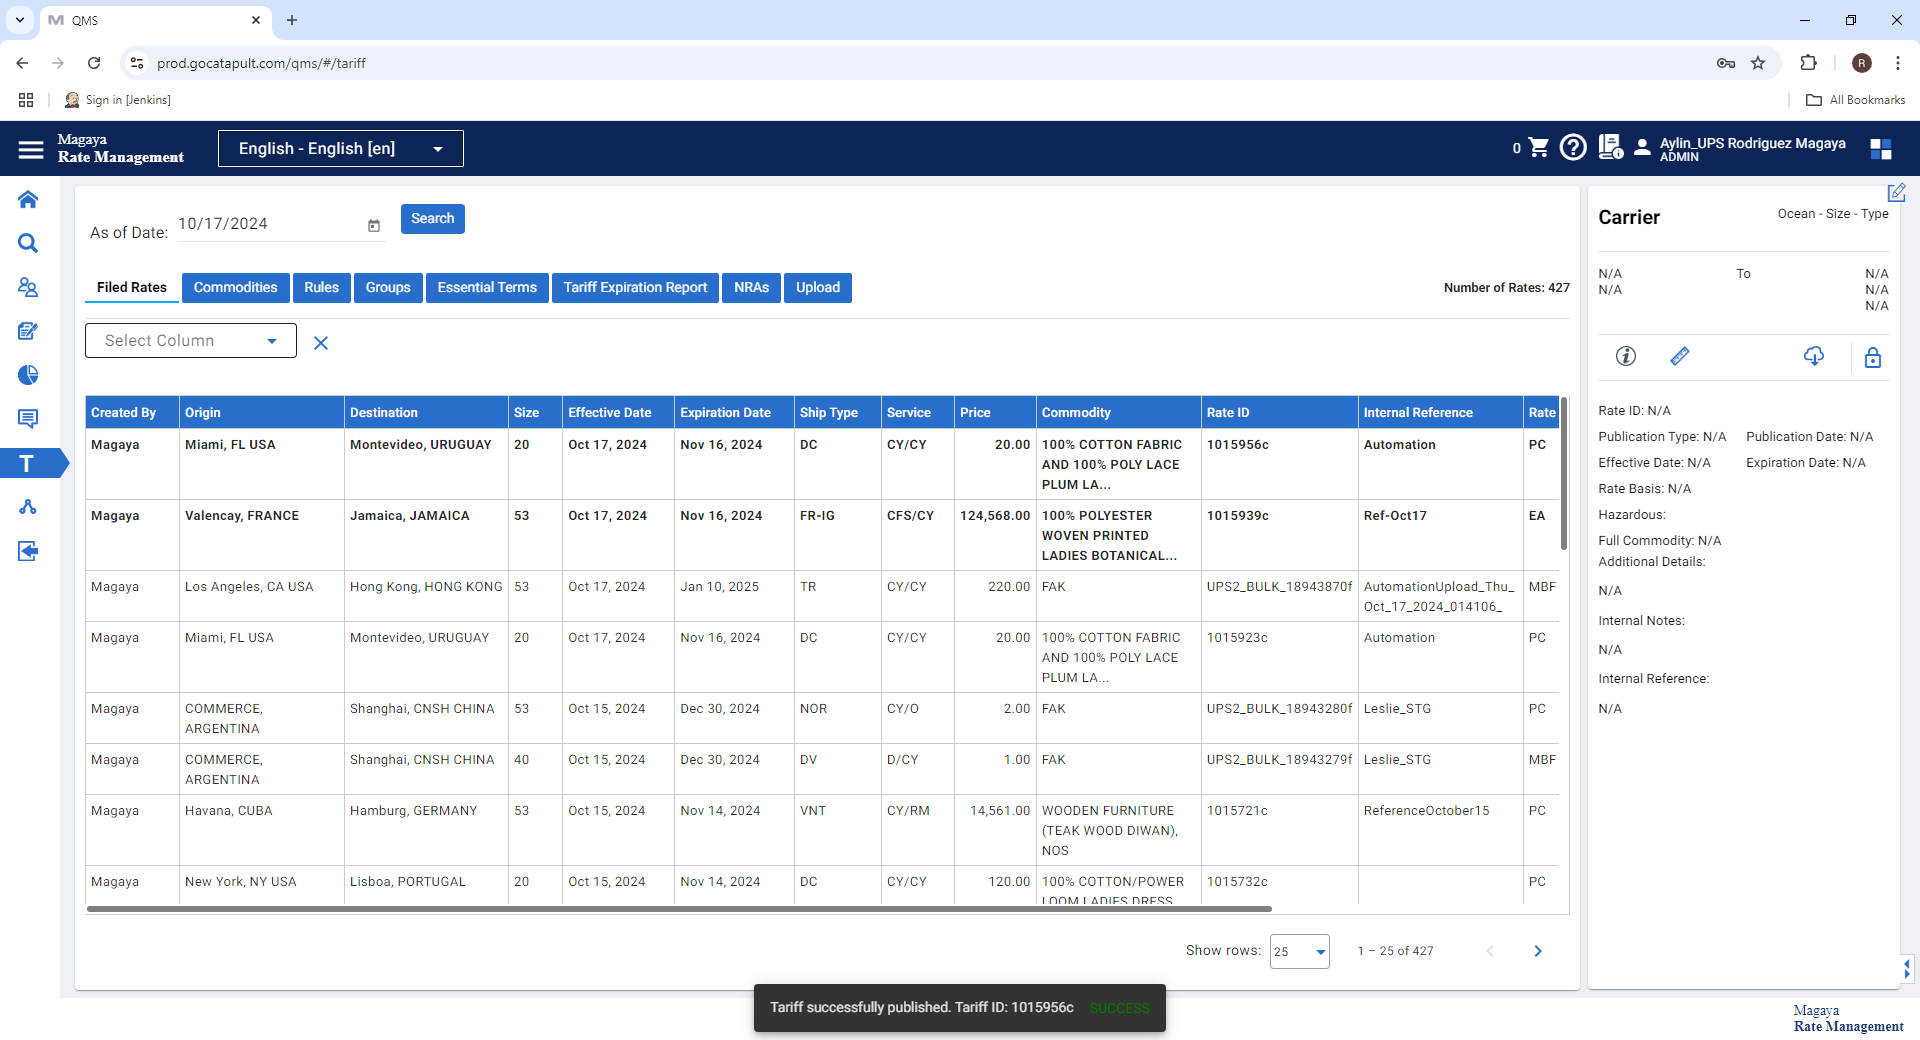 QMS
prod.gocatapult.com/qms/#/tariff
R
Sign in [Jenkins]
All Bookmarks
Magaya
Rate Management
English - English [en]
0
Aylin_UPS Rodriguez Magaya
ADMIN
As of Date:
10/17/2024
Search
Filed Rates
Commodities
Rules
Groups
Essential Terms
Tariff Expiration Report
NRAs
Upload
Number of Rates: 427
Select Column
Created By Origin Destination Size Effective Date Expiration Date Ship Type Service Price Commodity Rate ID Internal Reference Rate
Magaya Miami, FL USA Montevideo, URUGUAY 20 Oct 17, 2024 Nov 16, 2024 DC CY/CY 20.00 100% COTTON FABRIC 1015956c Automation PC
AND 100% POLY LACE
PLUM LA...
Magaya Valencay, FRANCE Jamaica, JAMAICA 53 Oct 17, 2024 Nov 16, 2024 FR-IG CFS/CY 124,568.00 100% POLYESTER 1015939c Ref-Oct17 EA
WOVEN PRINTED
LADIES BOTANICAL...
Magaya Los Angeles, CA USA Hong Kong, HONG KONG 53 Oct 17, 2024 Jan 10, 2025 TR CY/CY 220.00 FAK UPS2_BULK_18943870f AutomationUpload_Thu_ MBF
Oct_17_2024_014106_
Magaya Miami, FL USA Montevideo, URUGUAY 20 Oct 17, 2024 Nov 16, 2024 DC CY/CY 20.00 100% COTTON FABRIC 1015923c Automation PC
AND 100% POLY LACE
PLUM LA...
Magaya COMMERCE, Shanghai, CNSH CHINA 53 Oct 15, 2024 Dec 30, 2024 NOR CY/O 2.00 FAK UPS2_BULK_18943280f Leslie_STG PC
ARGENTINA
Magaya COMMERCE, Shanghai, CNSH CHINA 40 Oct 15, 2024 Dec 30, 2024 DV D/CY 1.00 FAK UPS2_BULK_18943279f Leslie_STG MBF
ARGENTINA
Magaya Havana, CUBA Hamburg, GERMANY 53 Oct 15, 2024 Nov 14, 2024 VNT CY/RM 14,561.00 WOODEN FURNITURE 1015721c ReferenceOctober15 PC
(TEAK WOOD DIWAN),
NOS
Magaya New York, NY USA Lisboa, PORTUGAL 20 Oct 15, 2024 Nov 14, 2024 DC CY/CY 120.00 100% COTTON/POWER 1015732c PC
LOOM LADIES DRESS
Show rows: 25 1 – 25 of 427
Carrier
Ocean - Size - Type
N/A To N/A
N/A N/A
N/A
Rate ID: N/A
Publication Type: N/A Publication Date: N/A
Effective Date: N/A Expiration Date: N/A
Rate Basis: N/A
Hazardous:
Full Commodity: N/A
Additional Details:
N/A
Internal Notes:
N/A
Internal Reference:
N/A
T
Tariff successfully published. Tariff ID: 1015956c SUCCESS
Magaya
Rate Management